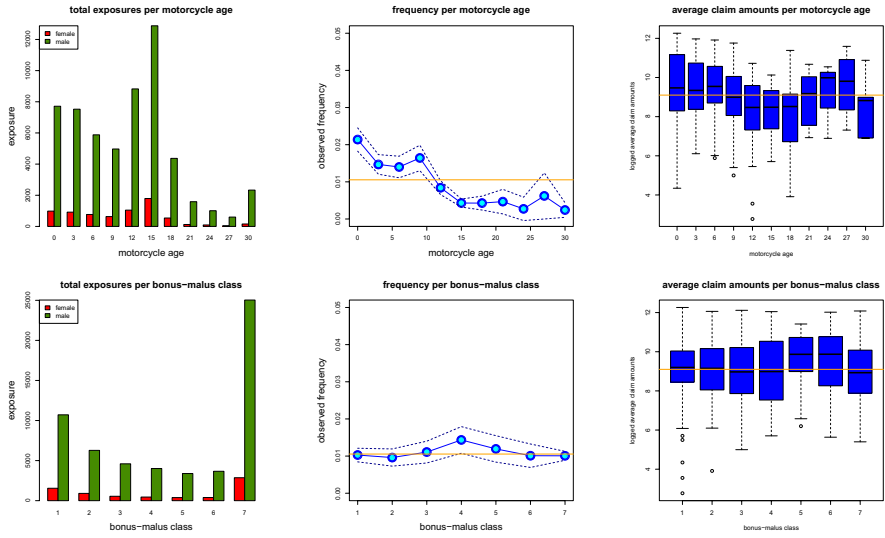 total exposures per motorcycle age
female
male
exposure
0 2000 4000 6000 8000 10000 12000
0 3 6 9 12 15 18 21 24 27 30
motorcycle age
frequency per motorcycle age
observed frequency
0.00 0.01 0.02 0.03 0.04 0.05
0 5 10 15 20 25 30
motorcycle age
average claim amounts per motorcycle age
logged average claim amounts
4 6 8 10 12
0 3 6 9 12 15 18 21 24 27 30
motorcycle age
total exposures per bonus−malus class
female
male
exposure
0 5000 10000 15000 20000 25000
1 2 3 4 5 6 7
bonus−malus class
frequency per bonus−malus class
observed frequency
0.00 0.01 0.02 0.03 0.04 0.05
1 2 3 4 5 6 7
bonus−malus class
average claim amounts per bonus−malus class
logged average claim amounts
4 6 8 10 12
1 2 3 4 5 6 7
bonus−malus class